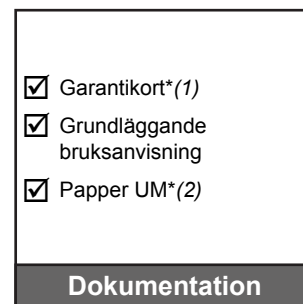 Garantikort*(1)
Grundläggande
bruksanvisning
Papper UM*(2)
Dokumentation